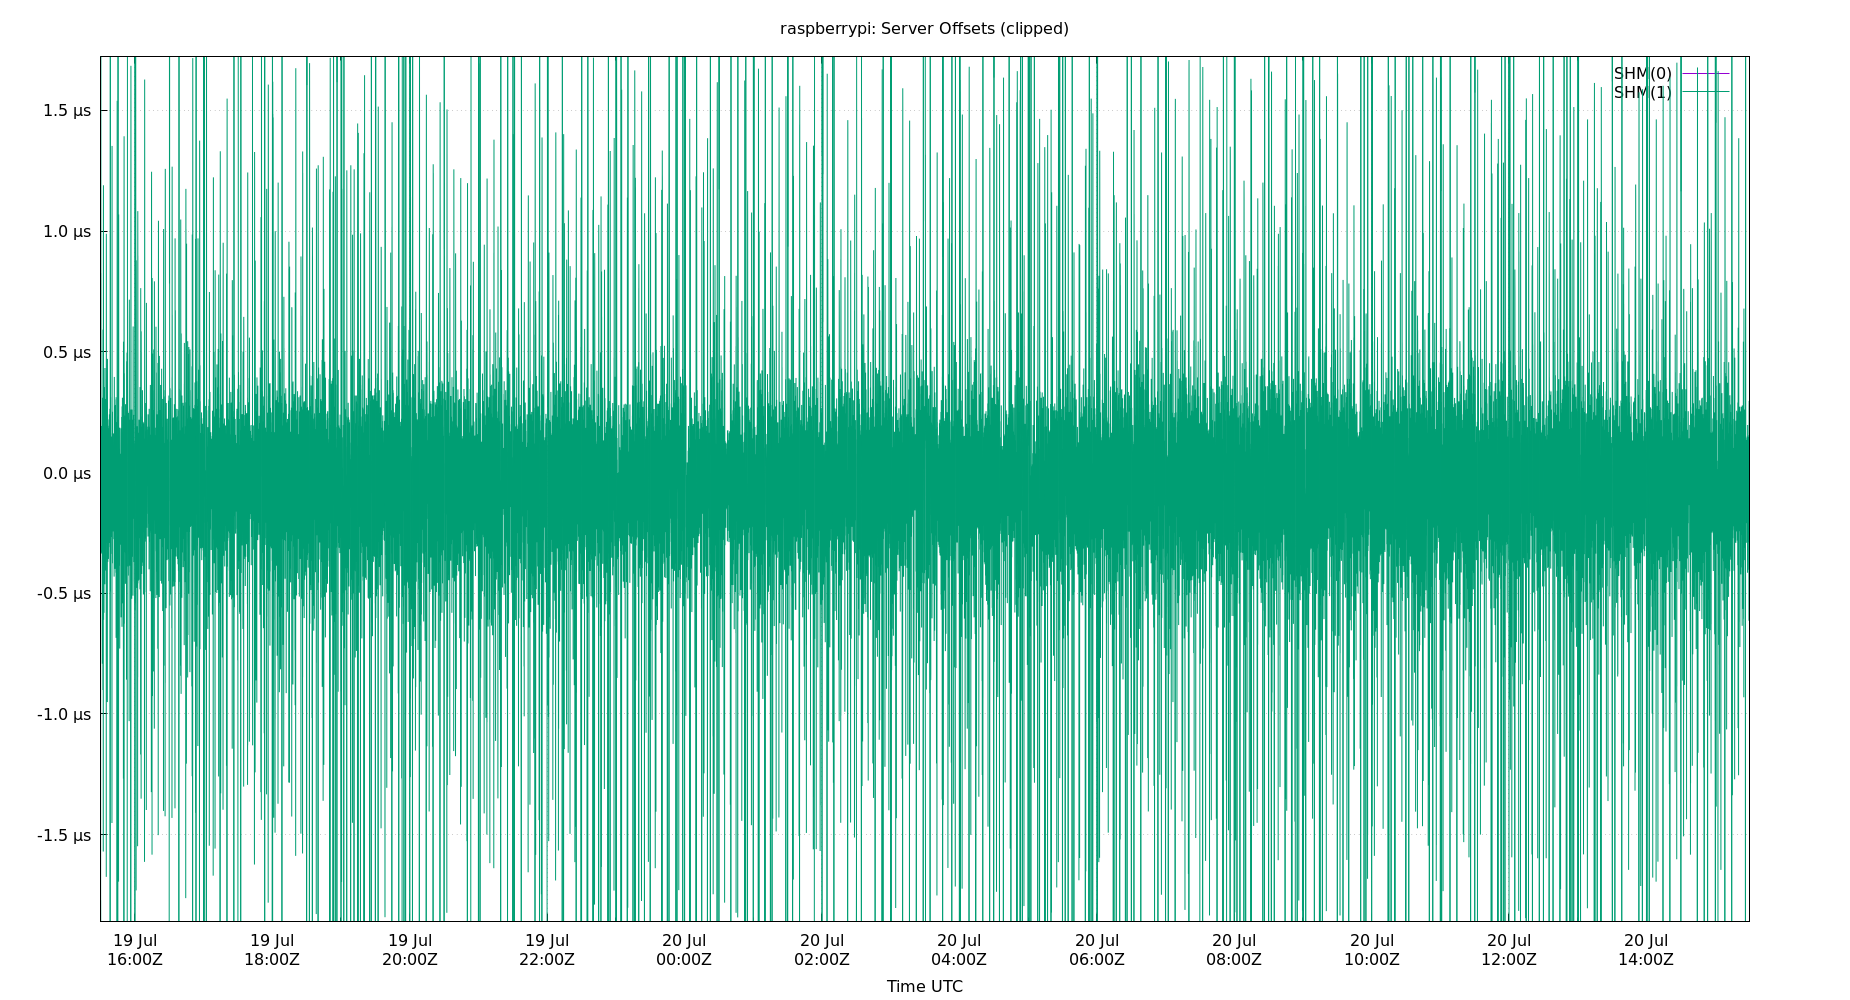 raspberrypi: Server Offsets (clipped)
SHM(0)
SHM(1)
1.5 µs
1.0 µs
0.5 µs
0.0 µs
-0.5 µs
-1.0 µs
-1.5 µs
19 Jul 19 Jul 19 Jul 19 Jul 20 Jul 20 Jul 20 Jul 20 Jul 20 Jul 20 Jul 20 Jul 20 Jul
16:00Z 18:00Z 20:00Z 22:00Z 00:00Z 02:00Z 04:00Z 06:00Z 08:00Z 10:00Z 12:00Z 14:00Z
Time UTC